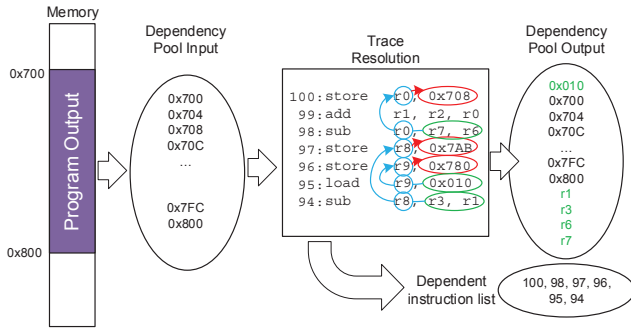 Memory
0x700
0x800
Program Output
Dependency
Pool Input
0x700
0x704
0x708
0x70C
...
0x7FC
0x800
Trace
Resolution
100:store r0, 0x708
99:add r1, r2, r0
98:sub r0, r7, r6
97:store r8, 0x7AB
96:store r9, 0x780
95:load r9, 0x010
94:sub r8, r3, r1
Dependency
Pool Output
0x010
0x700
0x704
0x70C
...
0x7FC
0x800
r1
r3
r6
r7
Dependent
instruction list
100, 98, 97, 96,
95, 94